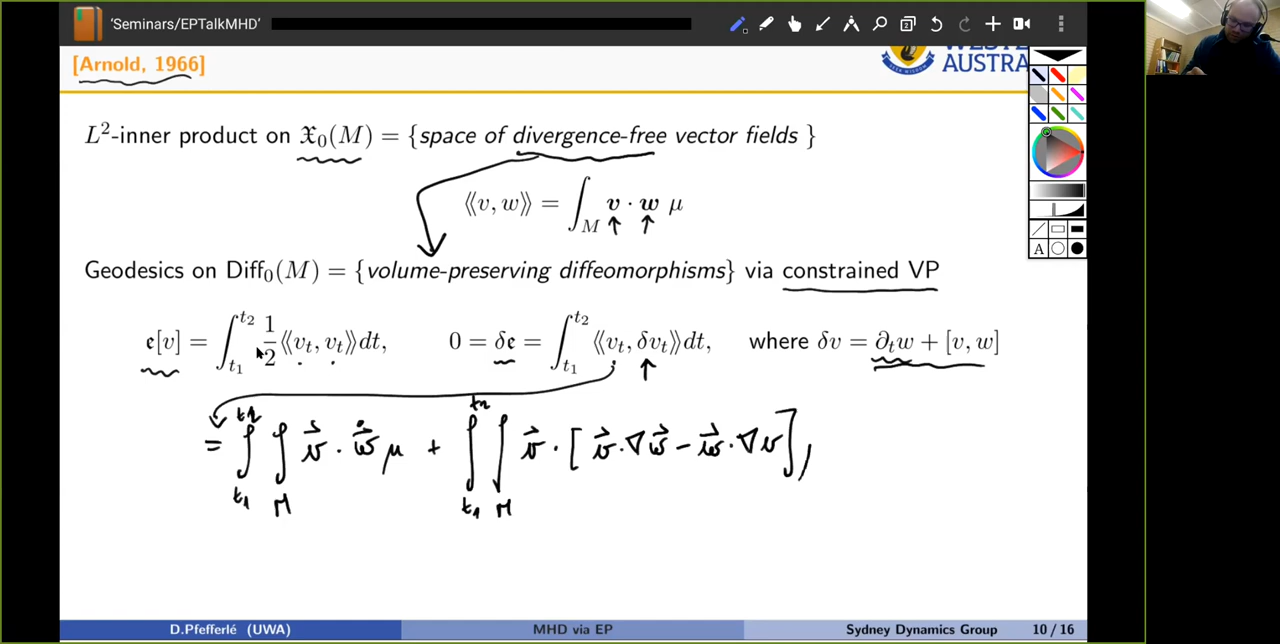 'Seminars/EPTalkMHD'
[Arnold, 1966]
AUSTRA
L²-inner product on 𝔛₀(M) = {space of divergence-free vector fields }
⟨⟨v, w⟩⟩ = ∫_M v · w μ
Geodesics on Diff₀(M) = {volume-preserving diffeomorphisms} via constrained VP
𝔢[v] = ∫_{t₁}^{t₂} 1/2 ⟨⟨v_t, v_t⟩⟩dt, 0 = δ𝔢 = ∫_{t₁}^{t₂} ⟨⟨v_t, δv_t⟩⟩dt, where δv = ∂_t w + [v, w]
= ∫_{t₁}^{t₂} ∫_M v⃗ · ẇ⃗ μ + ∫_{t₁}^{t₂} ∫_M v⃗ · [v⃗ · ∇w⃗ − w⃗ · ∇v],
A
D.Pfefferlé (UWA) MHD via EP Sydney Dynamics Group 10 / 16